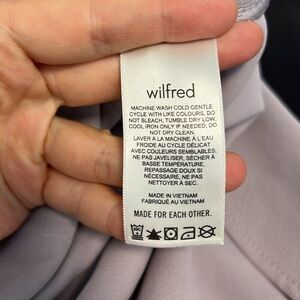 wilfred
MACHINE WASH COLD GENTLE
CYCLE WITH LIKE COLOURS, DO
NOT BLEACH, TUMBLE DRY LOW,
COOL IRON ONLY IF NEEDED, DO
NOT DRY CLEAN.
LAVER À LA MACHINE À L'EAU
FROIDE AU CYCLE DÉLICAT
AVEC COULEURS SEMBLABLES,
NE PAS JAVELISER, SÉCHER À
BASSE TEMPÉRATURE,
REPASSAGE DOUX SI
NÉCESSAIRE, NE PAS
NETTOYER À SEC.
MADE IN VIETNAM
FABRIQUÉ AU VIETNAM
MADE FOR EACH OTHER.